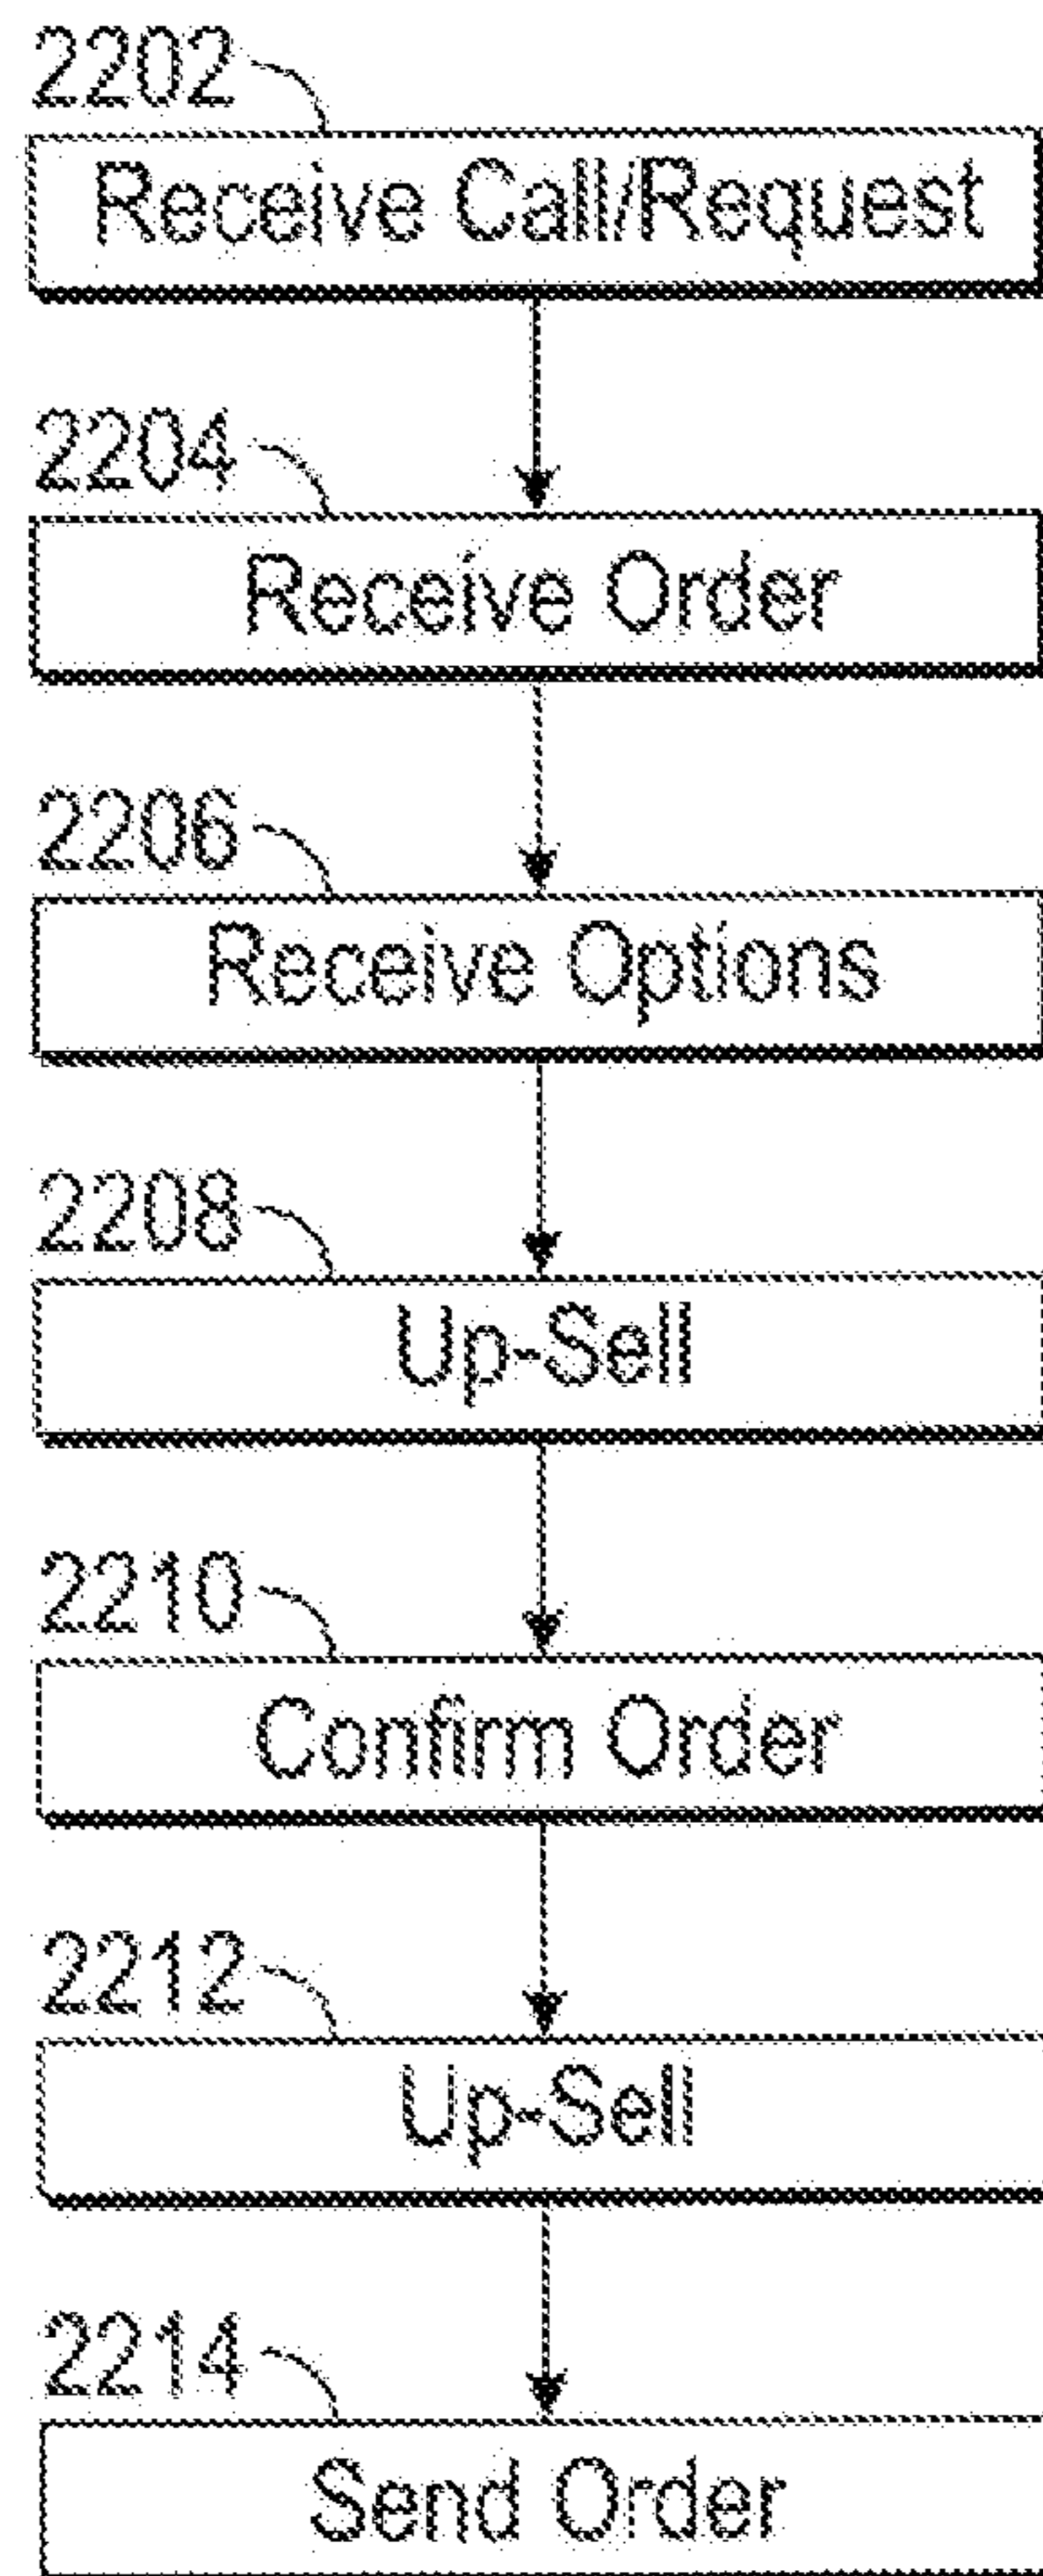 2202
Receive Call/Request
2204
Receive Order
2206
Receive Options
2208
Up-Sell
2210
Confirm Order
2212
Up-Sell
2214
Send Order